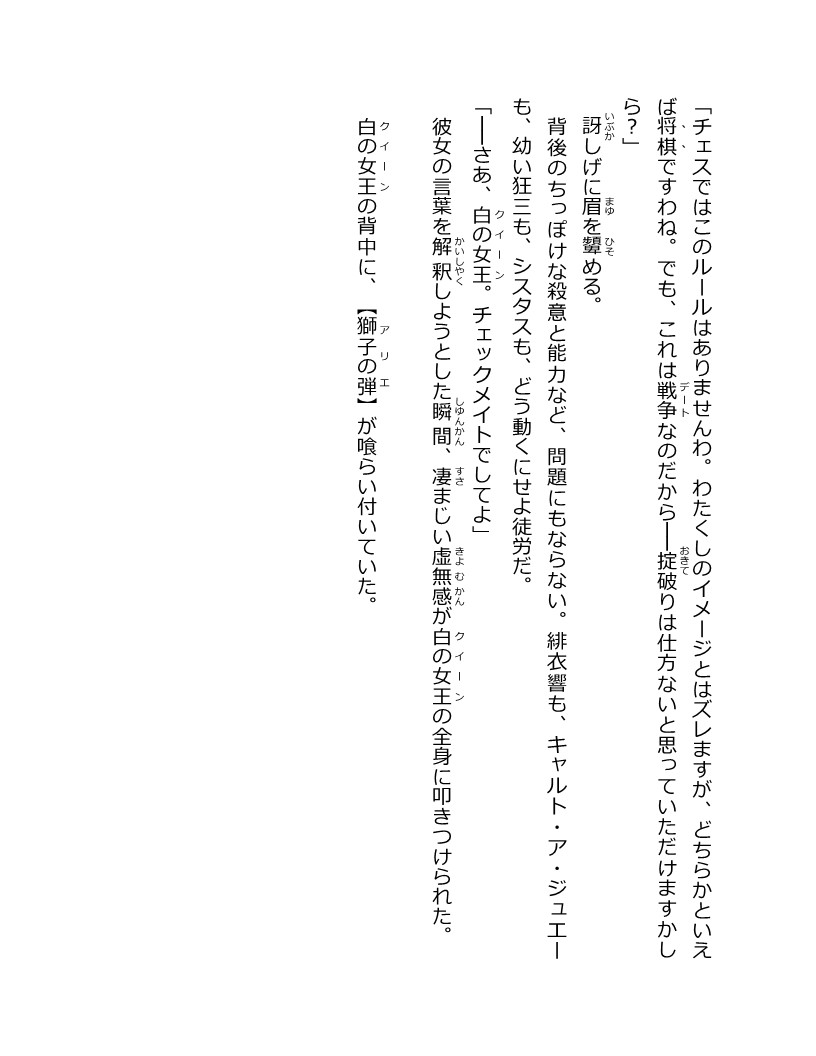 「チェスではこのルールはありませんわ。わたくしのイメージとはズレますが、どちらかといえ
ば将棋ですわね。でも、これは戦争なのだから――掟破りは仕方ないと思っていただけますかし
ら？」
訝しげに眉を顰める。
背後のちっぽけな殺意と能力など、問題にもならない。緋衣響も、キャルト・ア・ジュエー
も、幼い狂三も、シスタスも、どう動くにせよ徒労だ。
「――さあ、白の女王。チェックメイトでしてよ」
彼女の言葉を解釈しようとした瞬間、凄まじい虚無感が白の女王の全身に叩きつけられた。
白の女王の背中に、【獅子の弾】が喰らい付いていた。